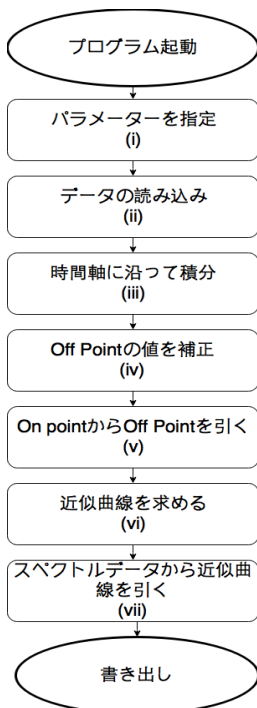 プログラム起動
パラメーターを指定
(i)
データの読み込み
(ii)
時間軸に沿って積分
(iii)
Off Pointの値を補正
(iv)
On pointからOff Pointを引く
(v)
近似曲線を求める
(vi)
スペクトルデータから近似曲
線を引く
(vii)
書き出し